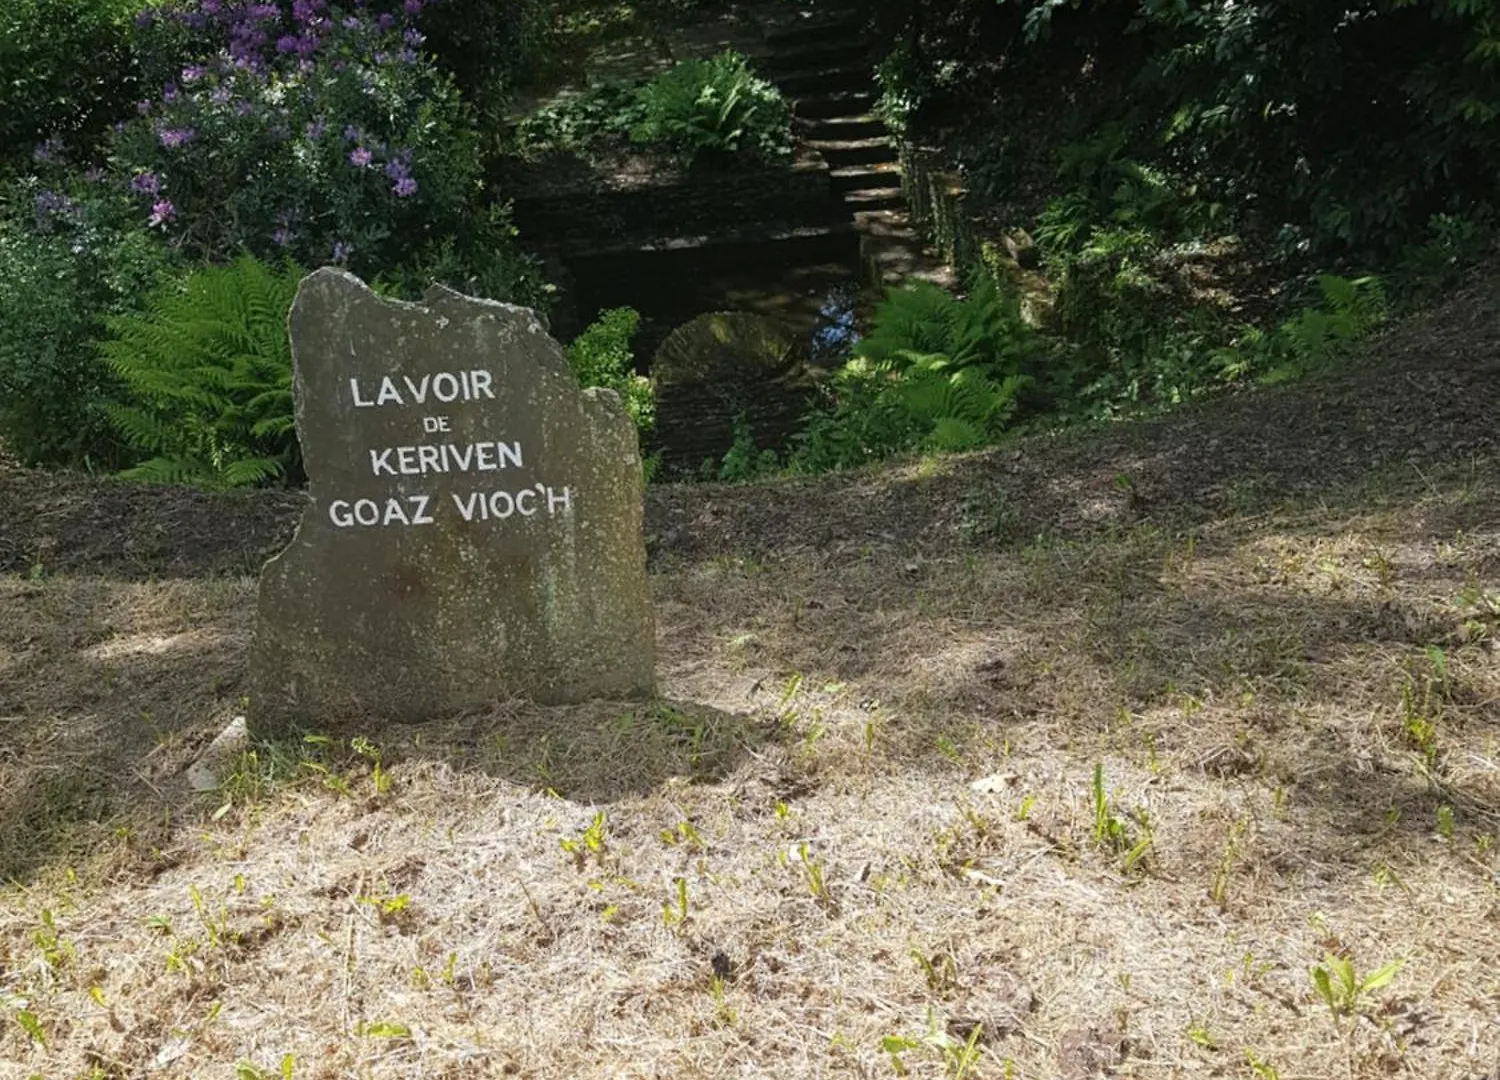 LAVOIR
DE
KERIVEN
GOAZ VIOC'H